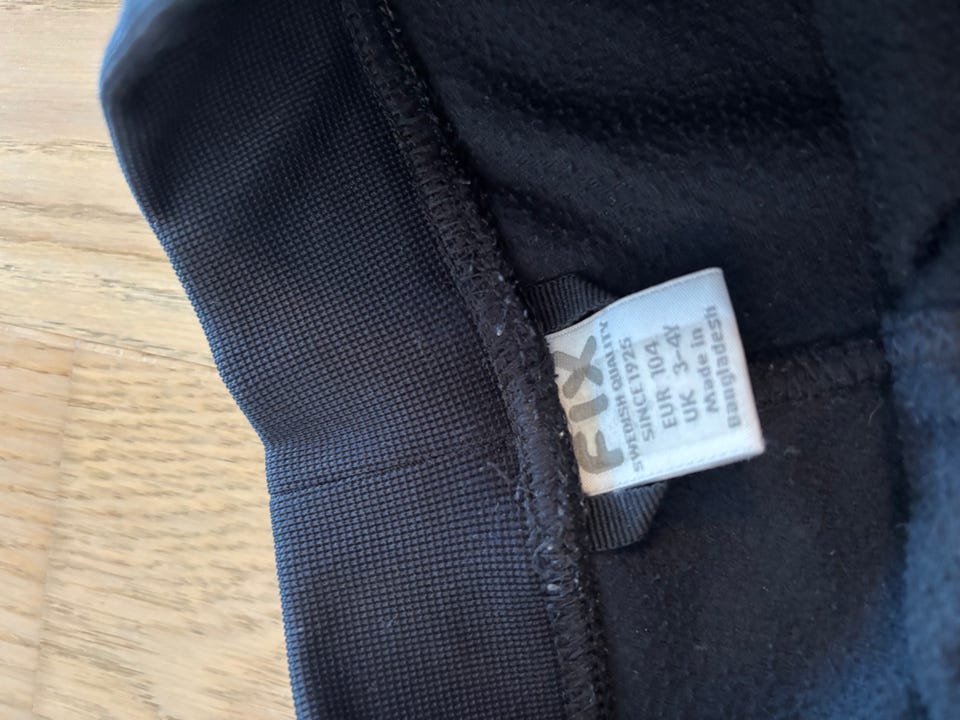 FIX
SWEDISH QUALITY
SINCE 1925
EUR 104
UK 3-4Y
Made in
Bangladesh